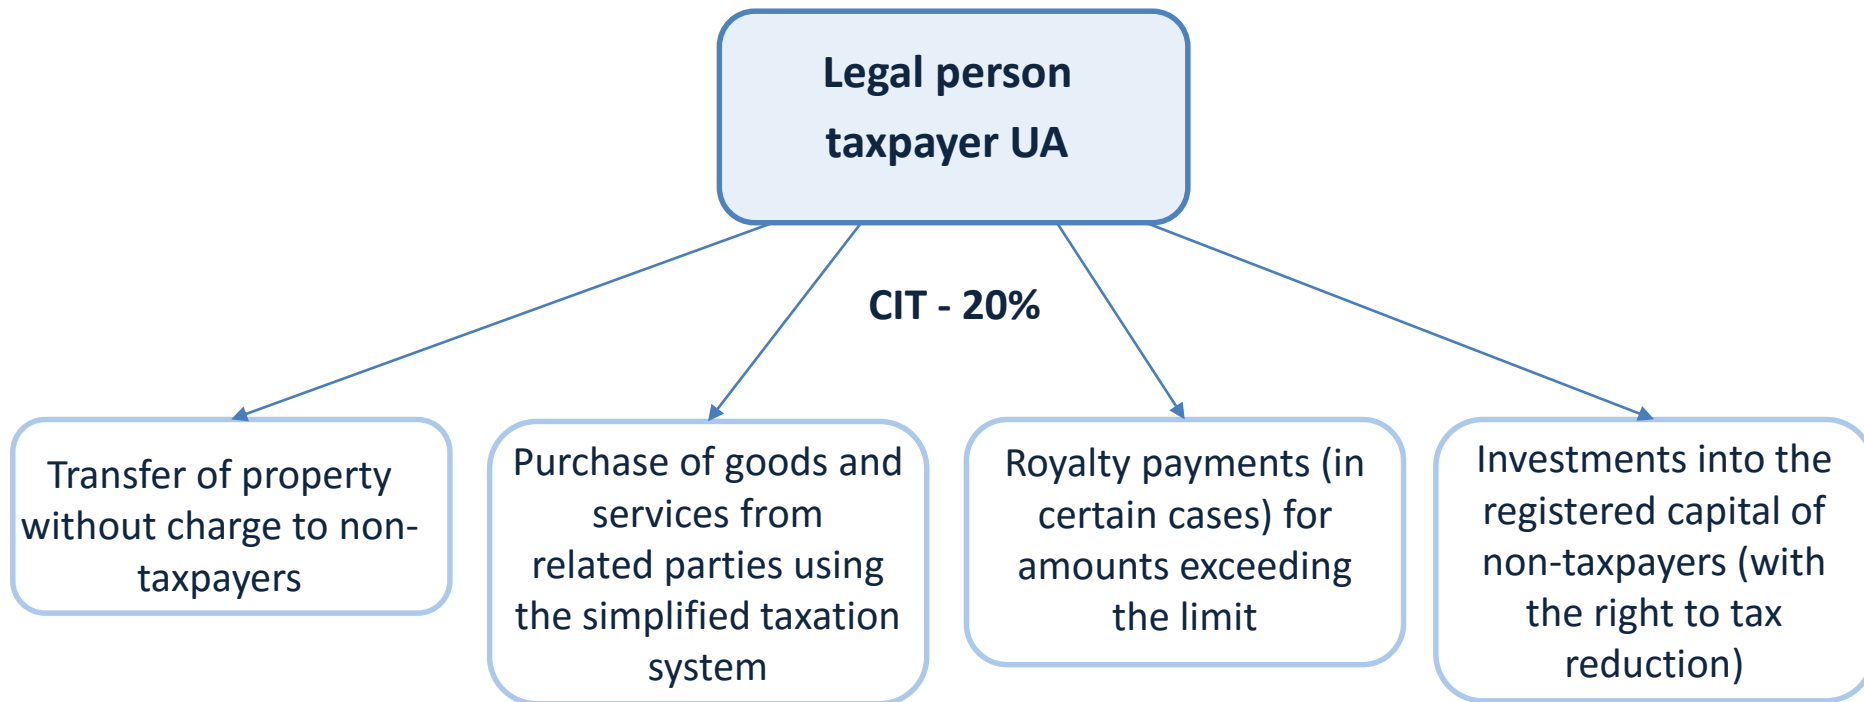 Legal person
taxpayer UA
CIT - 20%
Transfer of property
without charge to non-
taxpayers
Purchase of goods and
services from
related parties using
the simplified taxation
system
Royalty payments (in
certain cases) for
amounts exceeding
the limit
Investments into the
registered capital of
non-taxpayers (with
the right to tax
reduction)